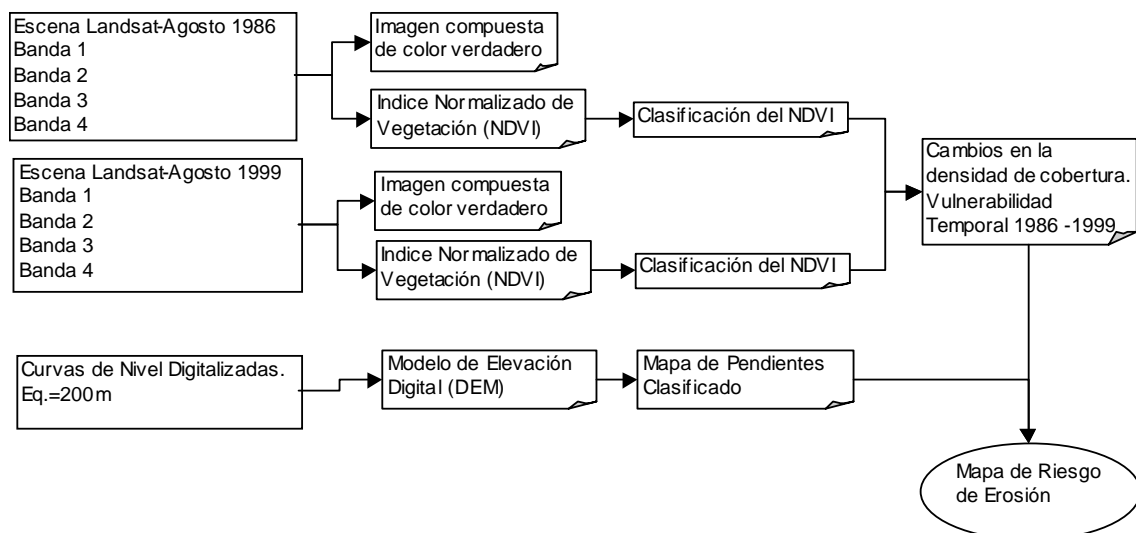 Escena Landsat-Agosto 1986
Banda 1
Banda 2
Banda 3
Banda 4
Imagen compuesta
de color verdadero
Indice Normalizado de
Vegetación (NDVI)
Clasificación del NDVI
Escena Landsat-Agosto 1999
Banda 1
Banda 2
Banda 3
Banda 4
Imagen compuesta
de color verdadero
Indice Normalizado de
Vegetación (NDVI)
Clasificación del NDVI
Cambios en la
densidad de cobertura.
Vulnerabilidad
Temporal 1986 -1999
Curvas de Nivel Digitalizadas.
Eq.=200m
Modelo de Elevación
Digital (DEM)
Mapa de Pendientes
Clasificado
Mapa de Riesgo
de Erosión